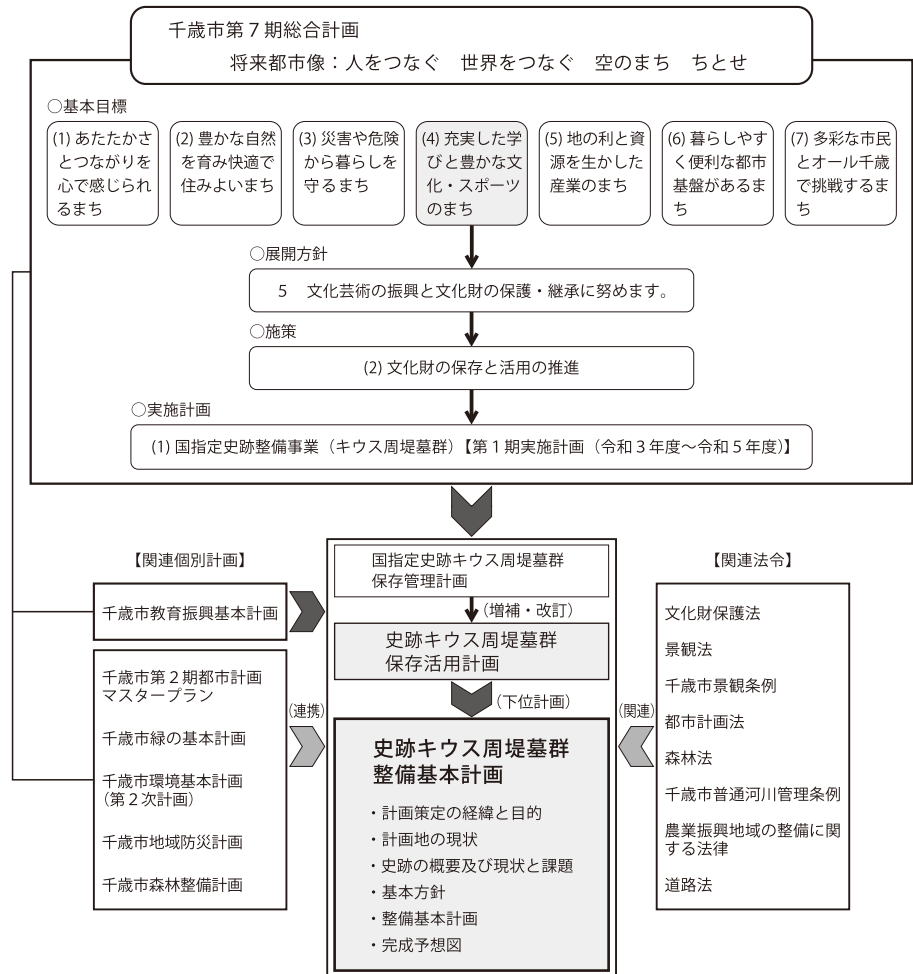 千歳市第７期総合計画
将来都市像：人をつなぐ　世界をつなぐ　空のまち　ちとせ
○基本目標
(1) あたたかさ
とつながりを
心で感じられ
るまち
(2) 豊かな自然
を育み快適で
住みよいまち
(3) 災害や危険
から暮らしを
守るまち
(4) 充実した学
びと豊かな文
化・スポーツ
のまち
(5) 地の利と資
源を生かした
産業のまち
(6) 暮らしやす
く便利な都市
基盤があるま
ち
(7) 多彩な市民
とオール千歳
で挑戦するま
ち
○展開方針
５　文化芸術の振興と文化財の保護・継承に努めます。
○施策
(2) 文化財の保存と活用の推進
○実施計画
(1) 国指定史跡整備事業（キウス周堤墓群）【第１期実施計画（令和３年度～令和５年度）】
【関連個別計画】
千歳市教育振興基本計画
千歳市第２期都市計画
マスタープラン
千歳市緑の基本計画
千歳市環境基本計画
（第２次計画）
千歳市地域防災計画
千歳市森林整備計画
（連携）
国指定史跡キウス周堤墓群
保存管理計画
（増補・改訂）
史跡キウス周堤墓群
保存活用計画
（下位計画）
史跡キウス周堤墓群
整備基本計画
・計画策定の経緯と目的
・計画地の現状
・史跡の概要及び現状と課題
・基本方針
・整備基本計画
・完成予想図
（関連）
【関連法令】
文化財保護法
景観法
千歳市景観条例
都市計画法
森林法
千歳市普通河川管理条例
農業振興地域の整備に関
する法律
道路法